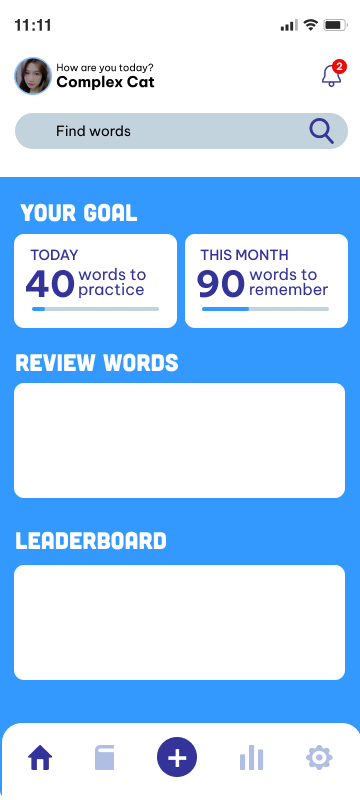 11:11
How are you today?
Complex Cat
2
Find words
YOUR GOAL
TODAY
40 words to
practice
THIS MONTH
90 words to
remember
REVIEW WORDS
LEADERBOARD